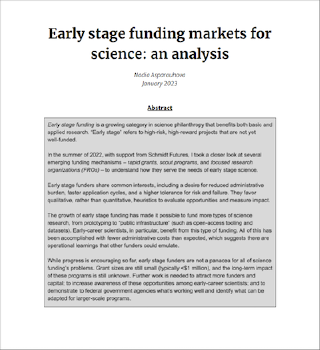 Early stage funding markets for
science: an analysis
Nadia Asparouhova
January 2023
Abstract
Early stage funding is a growing category in science philanthropy that benefits both basic and
applied research. "Early stage" refers to high-risk, high-reward projects that are not yet
well-funded.
In the summer of 2022, with support from Schmidt Futures, I took a closer look at several
emerging funding mechanisms – rapid grants, scout programs, and focused research
organizations (FROs) – to understand how they serve the needs of early stage science.
Early stage funders share common interests, including a desire for reduced administrative
burden, faster application cycles, and a higher tolerance for risk and failure. They favor
qualitative, rather than quantitative, heuristics to evaluate opportunities and measure impact.
The growth of early stage funding has made it possible to fund more types of science
research, from prototyping to "public infrastructure" (such as open-access tooling and
datasets). Early-career scientists, in particular, benefit from this type of funding. All of this has
been accomplished with fewer administrative costs than expected, which suggests there are
operational learnings that other funders could emulate.
While progress is encouraging so far, early stage funders are not a panacea for all of science
funding's problems. Grant sizes are still small (typically <$1 million), and the long-term impact
of these programs is still unknown. Further work is needed to attract more funders and
capital; to increase awareness of these opportunities among early-career scientists; and to
demonstrate to federal government agencies what's working well and identify what can be
adapted for larger-scale programs.